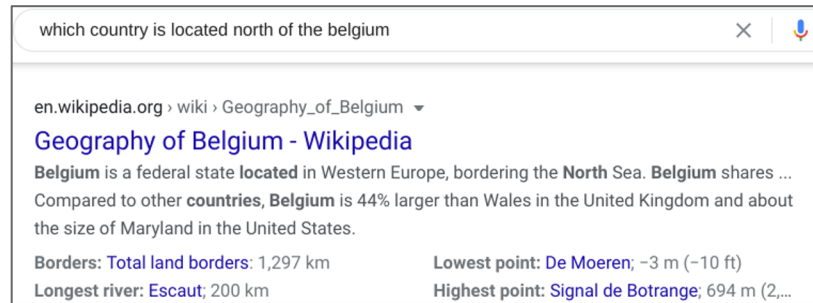 which country is located north of the belgium
en.wikipedia.org › wiki › Geography_of_Belgium
Geography of Belgium - Wikipedia
Belgium is a federal state located in Western Europe, bordering the North Sea. Belgium shares ...
Compared to other countries, Belgium is 44% larger than Wales in the United Kingdom and about
the size of Maryland in the United States.
Borders: Total land borders: 1,297 km
Lowest point: De Moeren; −3 m (−10 ft)
Longest river: Escaut; 200 km
Highest point: Signal de Botrange; 694 m (2,...